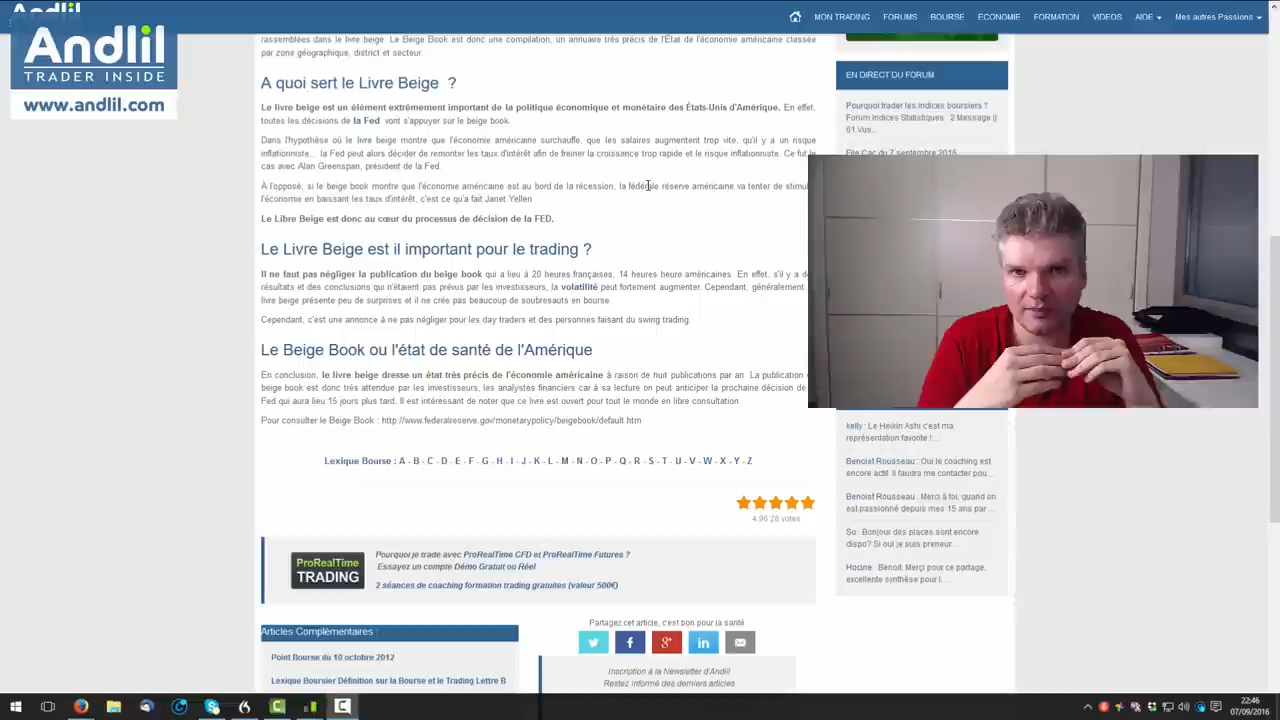 Andlil
Andlil
TRADER INSIDE
www.andlil.com
MON TRADING FORUMS BOURSE ECONOMIE FORMATION VIDEOS AIDE Mes autres Passions
rassemblées dans le livre beige. Le Beige Book est donc une compilation, un annuaire très précis de l'Etat de l'économie américaine classée
par zone géographique, district et secteur.
A quoi sert le Livre Beige ?
Le livre beige est un élément extrêmement important de la politique économique et monétaire des États-Unis d'Amérique. En effet,
toutes les décisions de la Fed vont s'appuyer sur le beige book.
Dans l'hypothèse où le livre beige montre que l'économie américaine surchauffe, que les salaires augmentent trop vite, qu'il y a un risque
inflationniste... la Fed peut alors décider de remonter les taux d'intérêt afin de freiner la croissance trop rapide et le risque inflationniste. Ce fut le
cas avec Alan Greenspan, président de la Fed.
À l'opposé, si le beige book montre que l'économie américaine est au bord de la récession, la fédérale réserve américaine va tenter de stimul
l'économie en baissant les taux d'intérêt, c'est ce qu'a fait Janet Yellen.
Le Libre Beige est donc au cœur du processus de décision de la FED.
Le Livre Beige est il important pour le trading ?
Il ne faut pas négliger la publication du beige book qui a lieu à 20 heures françaises, 14 heures heure américaines. En effet, s'il y a d
résultats et des conclusions qui n'étaient pas prévus par les investisseurs, la volatilité peut fortement augmenter. Cependant, généralement
livre beige présente peu de surprises et il ne crée pas beaucoup de soubresauts en bourse.
Cependant, c'est une annonce à ne pas négliger pour les day traders et des personnes faisant du swing trading.
Le Beige Book ou l'état de santé de l'Amérique
En conclusion, le livre beige dresse un état très précis de l'économie américaine à raison de huit publications par an. La publication
beige book est donc très attendue par les investisseurs, les analystes financiers car à sa lecture on peut anticiper la prochaine décision de
Fed qui aura lieu 15 jours plus tard. Il est intéressant de noter que ce livre est ouvert pour tout le monde en libre consultation.
Pour consulter le Beige Book : http://www.federalreserve.gov/monetarypolicy/beigebook/default.htm
Lexique Bourse : A - B - C - D - E - F - G - H - I - J - K - L - M - N - O - P - Q - R - S - T - U - V - W - X - Y - Z
4.96 28 votes
ProRealTime
TRADING
Pourquoi je trade avec ProRealTime CFD et ProRealTime Futures ?
Essayez un compte Démo Gratuit ou Réel
2 séances de coaching formation trading gratuites (valeur 500€)
Articles Complémentaires :
Point Bourse du 10 octobre 2012
Lexique Boursier Définition sur la Bourse et le Trading Lettre B
Partagez cet article, c'est bon pour la santé
Inscription à la Newsletter d'Andlil
Restez informé des derniers articles
EN DIRECT DU FORUM
Pourquoi trader les indices boursiers ?
Forum Indices Statistiques : 2 Message ||
61 Vus...
File Cac du 7 septembre 2016
kelly : Le Heikin Ashi c'est ma
représentation favorite !...
Benoist Rousseau : Oui le coaching est
encore actif. Il faudra me contacter pou...
Benoist Rousseau : Merci à toi, quand on
est passionné depuis mes 15 ans par ...
So : Bonjour des places sont encore
dispo? Si oui je suis preneur...
Hocine : Benoit, Merçi pour ce partage,
excellente synthèse pour l...
22:46
07/09/2016